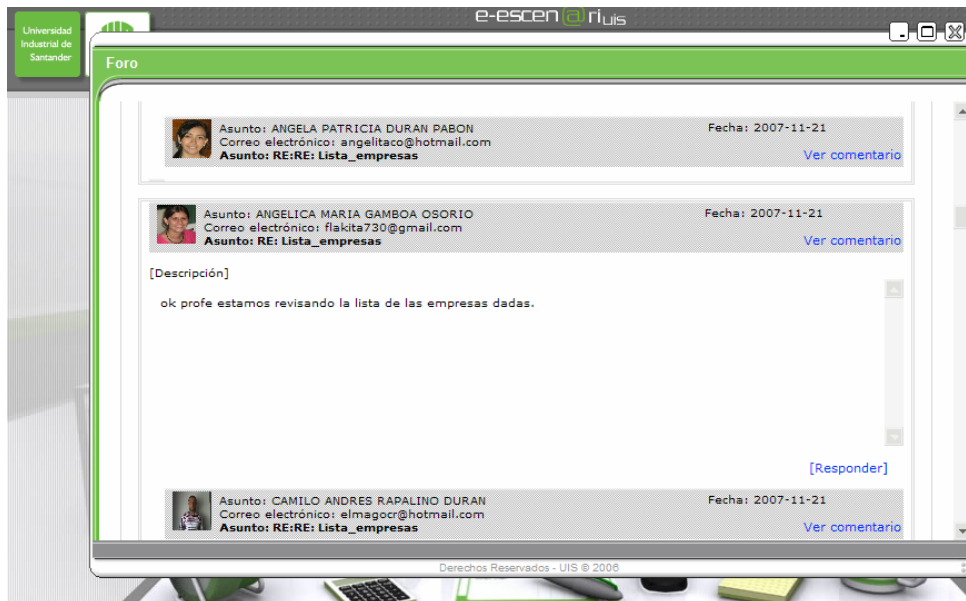 e-escen@ri uis
Universidad
Industrial de
Santander
Foro
Asunto: ANGELA PATRICIA DURAN PABON
Fecha: 2007-11-21
Correo electrónico: angelitaco@hotmail.com
Asunto: RE:RE: Lista_empresas
Ver comentario
Asunto: ANGELICA MARIA GAMBOA OSORIO
Fecha: 2007-11-21
Correo electrónico: flakita730@gmail.com
Asunto: RE: Lista_empresas
Ver comentario
[Descripción]
ok profe estamos revisando la lista de las empresas dadas.
[Responder]
Asunto: CAMILO ANDRES RAPALINO DURAN
Fecha: 2007-11-21
Correo electrónico: elmagocr@hotmail.com
Asunto: RE:RE: Lista_empresas
Ver comentario
Derechos Reservados - UIS © 2006